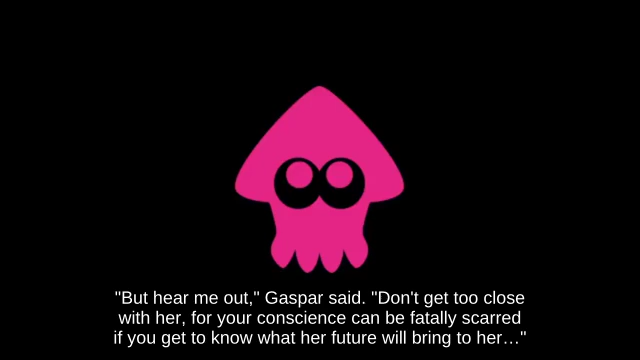 "But hear me out," Gaspar said. "Don't get too close
with her, for your conscience can be fatally scarred
if you get to know what her future will bring to her…"